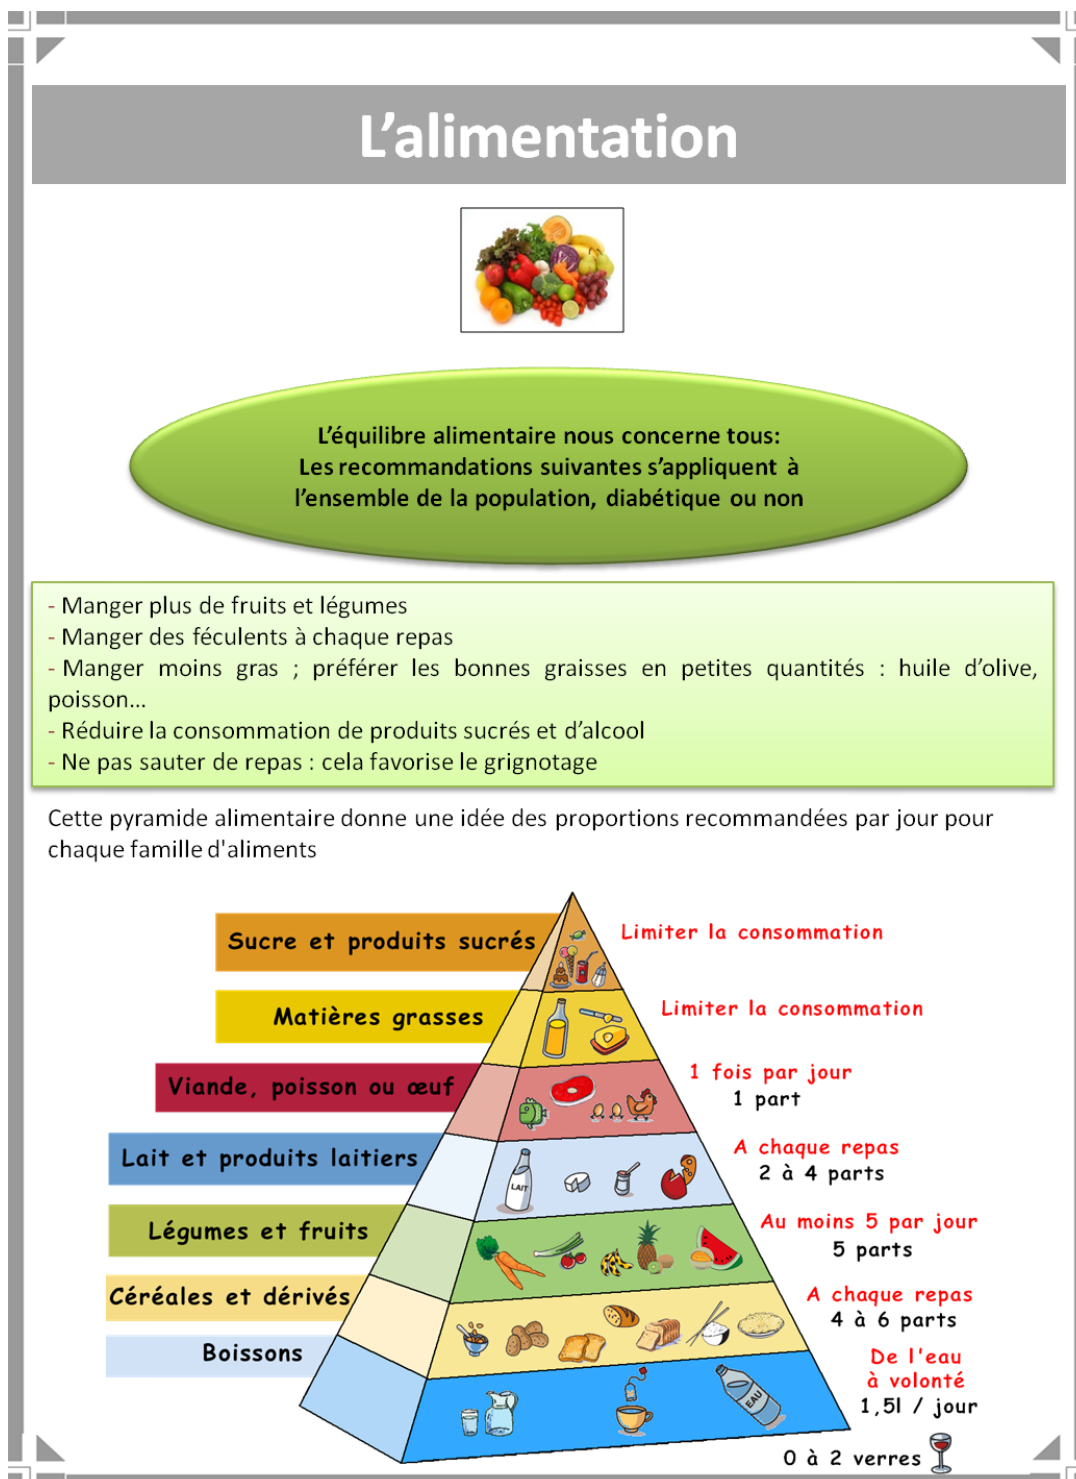 L’alimentation
L’équilibre alimentaire nous concerne tous:
Les recommandations suivantes s’appliquent à
l’ensemble de la population, diabétique ou non
- Manger plus de fruits et légumes
- Manger des féculents à chaque repas
- Manger moins gras ; préférer les bonnes graisses en petites quantités : huile d’olive,
poisson...
- Réduire la consommation de produits sucrés et d’alcool
- Ne pas sauter de repas : cela favorise le grignotage
Cette pyramide alimentaire donne une idée des proportions recommandées par jour pour
chaque famille d'aliments
Sucre et produits sucrés
Limiter la consommation
Matières grasses
Limiter la consommation
Viande, poisson ou œuf
1 fois par jour
1 part
Lait et produits laitiers
LAIT
A chaque repas
2 à 4 parts
Légumes et fruits
Au moins 5 par jour
5 parts
Céréales et dérivés
A chaque repas
4 à 6 parts
Boissons
EAU
De l'eau
à volonté
1,5l / jour
0 à 2 verres